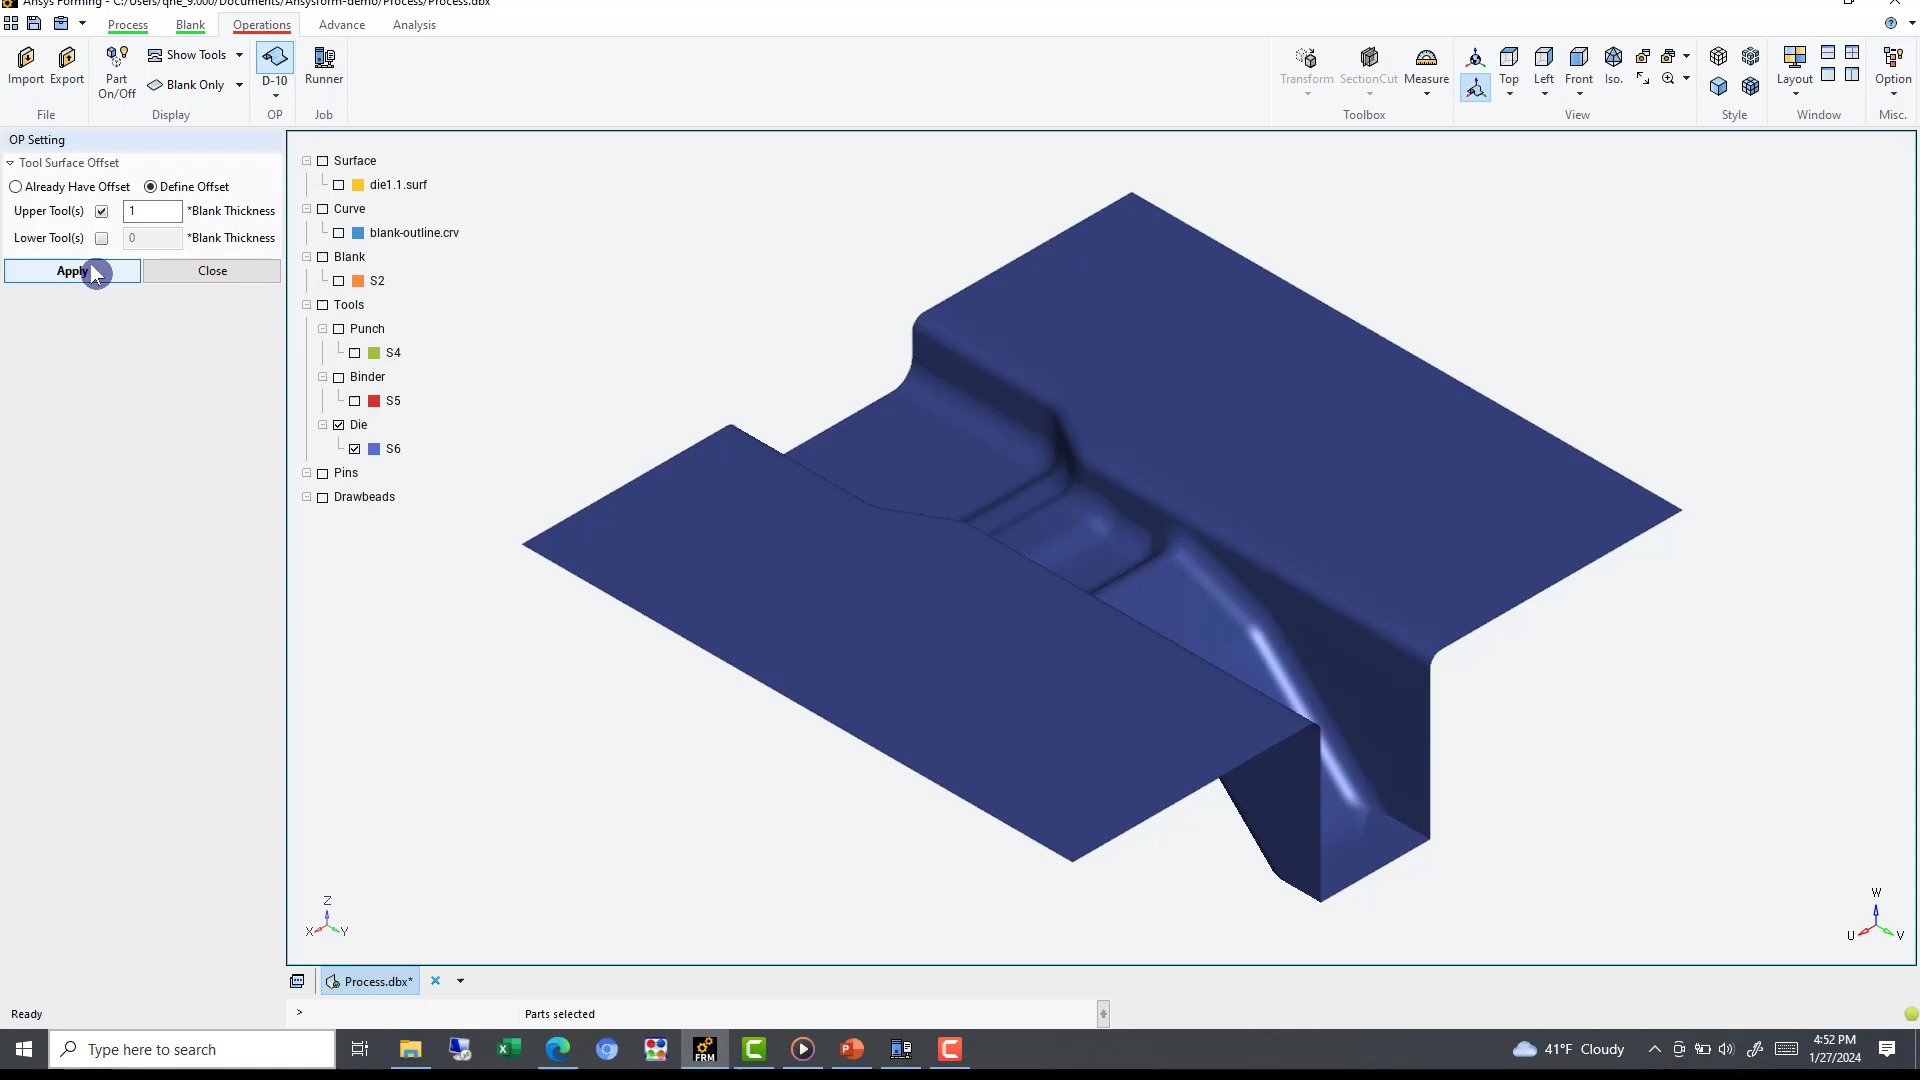 Ansys Forming - C:/Users/qhe_9.000/Documents/Ansysform-demo/Process/Process.dbx
Process Blank Operations Advance Analysis
Import Export Part On/Off Show Tools Blank Only D-10 Runner Transform SectionCut Measure Top Left Front Iso. Layout Option
File Display OP Job Toolbox View Style Window Misc.
OP Setting
Tool Surface Offset
Already Have Offset Define Offset
Upper Tool(s) 1 *Blank Thickness
Lower Tool(s) 0 *Blank Thickness
Apply Close
Surface
die1.1.surf
Curve
blank-outline.crv
Blank
S2
Tools
Punch
S4
Binder
S5
Die
S6
Pins
Drawbeads
Z
X Y
W
U V
Process.dbx*
Ready > Parts selected
Type here to search FRM 41°F Cloudy 4:52 PM
1/27/2024